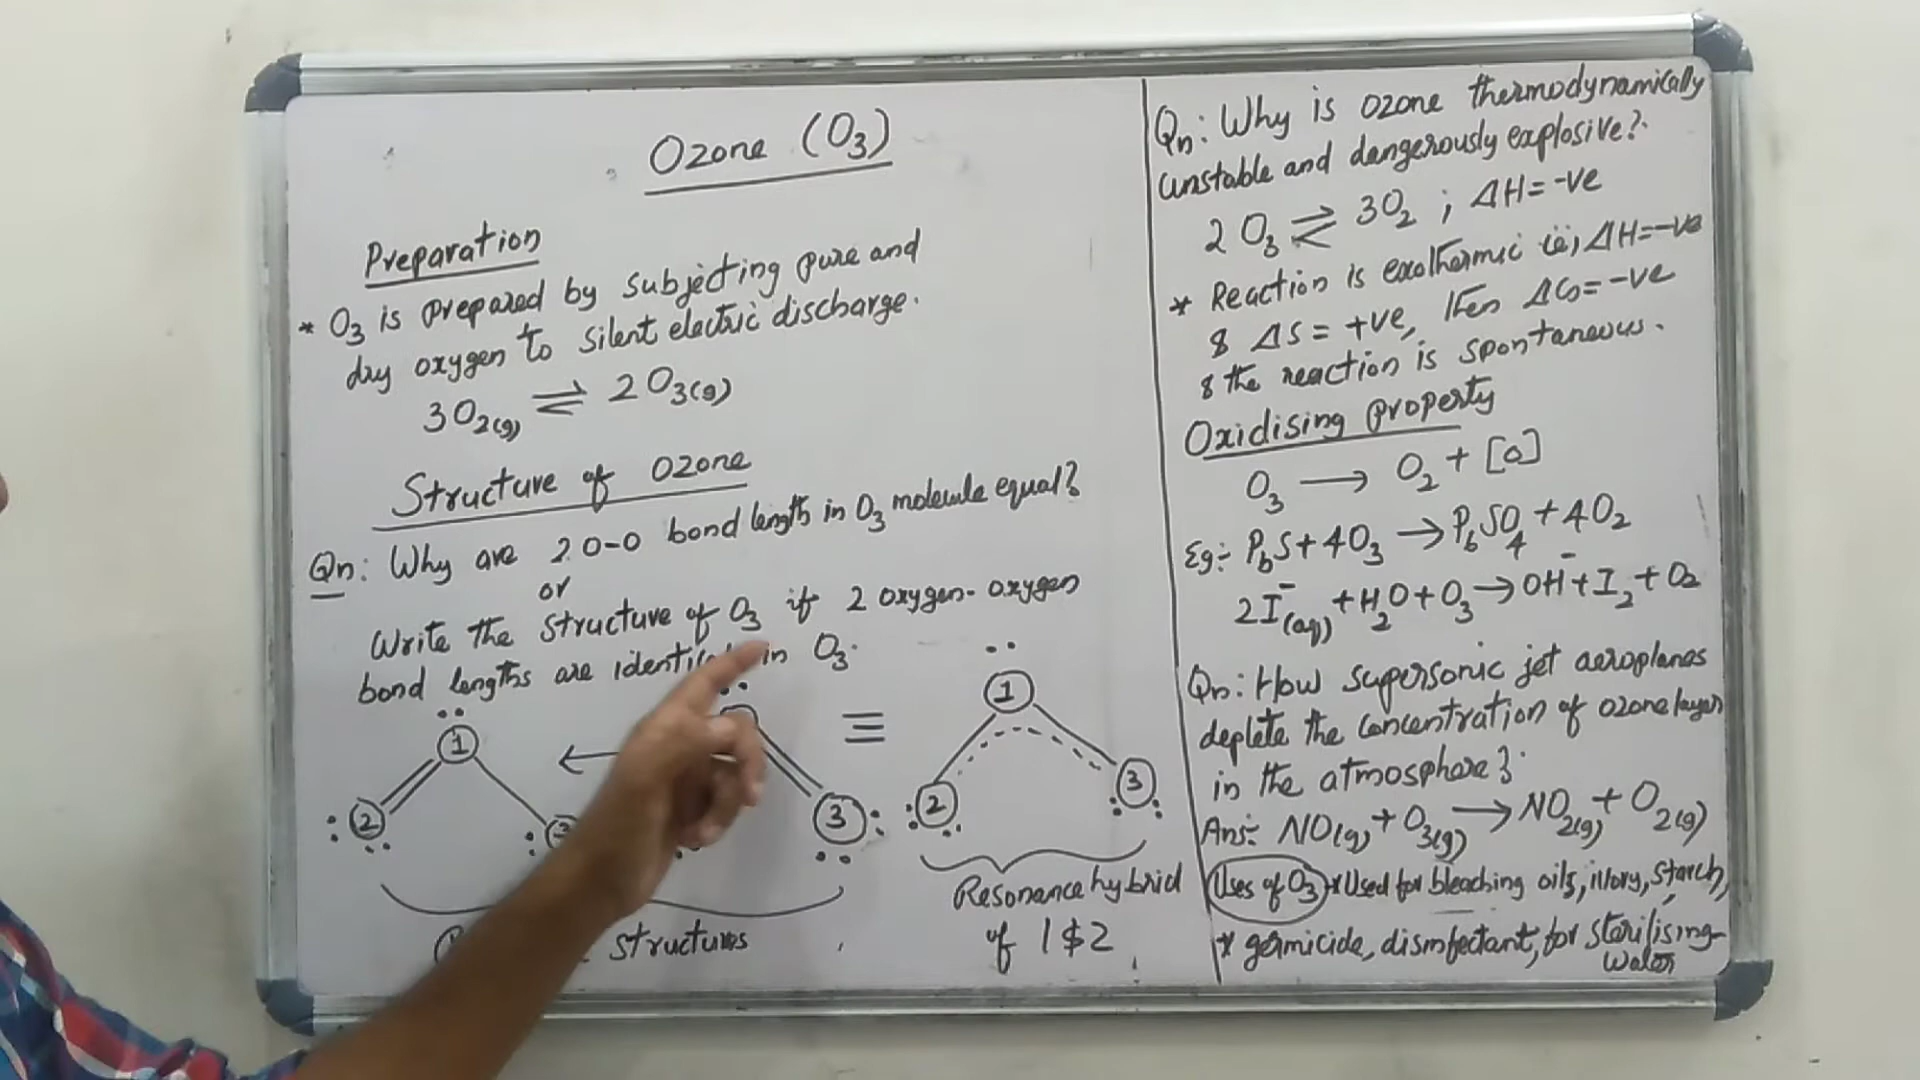 Ozone (O₃)
Preparation
* O₃ is prepared by subjecting pure and
dry oxygen to silent electric discharge.
3O₂(g) ⇌ 2O₃(g)
Structure of Ozone
Qn: Why are 2 O-O bond length in O₃ molecule equal?
or
Write the structure of O₃ if 2 oxygen-oxygen
bond lengths are in O₃.
1
2
3
≡
1
2
3
structures
Resonance hybrid
of 1 & 2
Qn: Why is ozone thermodynamically
unstable and dangerously explosive?
2O₃ ⇌ 3O₂ ; ΔH = -ve
* Reaction is exothermic ie, ΔH = -ve
& ΔS = +ve, then ΔG = -ve
& the reaction is spontaneous.
Oxidising property
O₃ → O₂ + [O]
Eg:- PbS + 4O₃ → PbSO₄ + 4O₂
2I⁻(aq) + H₂O + O₃ → OH⁻ + I₂ + O₂
Qn: How supersonic jet aeroplanes
deplete the concentration of ozone layer
in the atmosphere?
Ans:- NO(g) + O₃(g) → NO₂(g) + O₂(g)
Uses of O₃ * Used for bleaching oils, ivory, starch,
* germicide, disinfectant, for sterilising
water